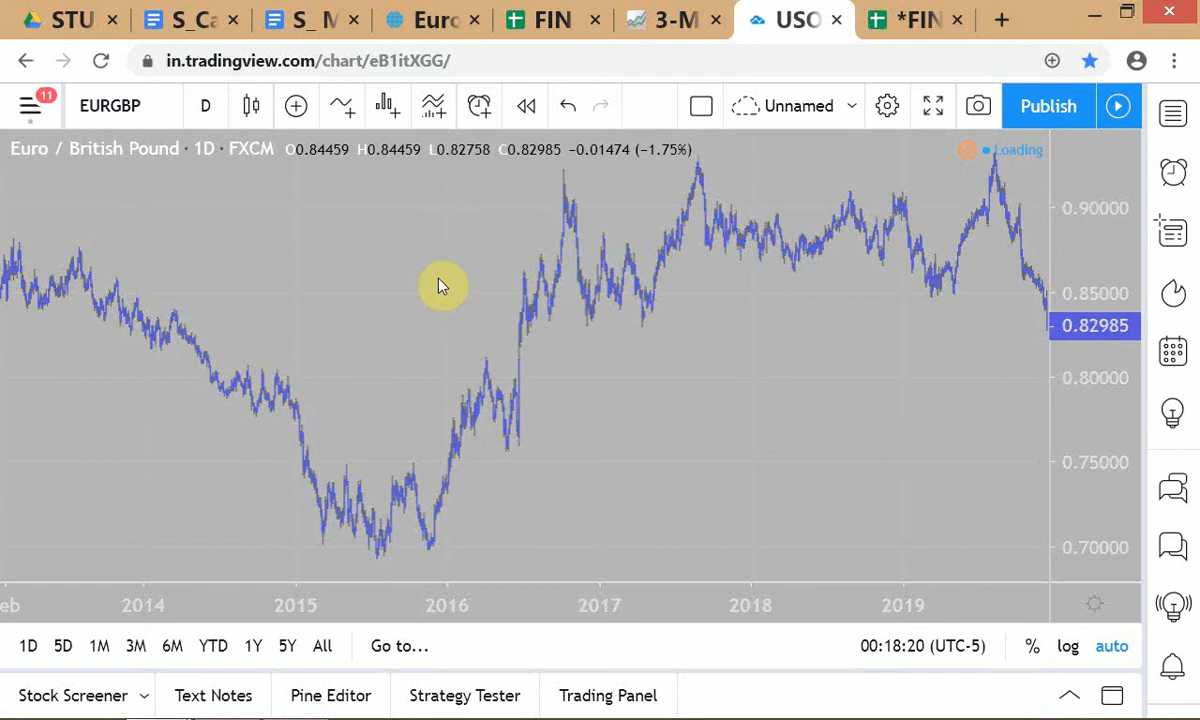 STU
S_Ca
S_ M
Euro
FIN
3-M
USO
*FIN
in.tradingview.com/chart/eB1itXGG/
11
EURGBP
D
Unnamed
Publish
Euro / British Pound · 1D · FXCM O0.84459 H0.84459 L0.82758 C0.82985 −0.01474 (−1.75%)
Loading
0.90000
0.85000
0.82985
0.80000
0.75000
0.70000
eb 2014 2015 2016 2017 2018 2019
1D 5D 1M 3M 6M YTD 1Y 5Y All Go to... 00:18:20 (UTC-5) % log auto
Stock Screener Text Notes Pine Editor Strategy Tester Trading Panel